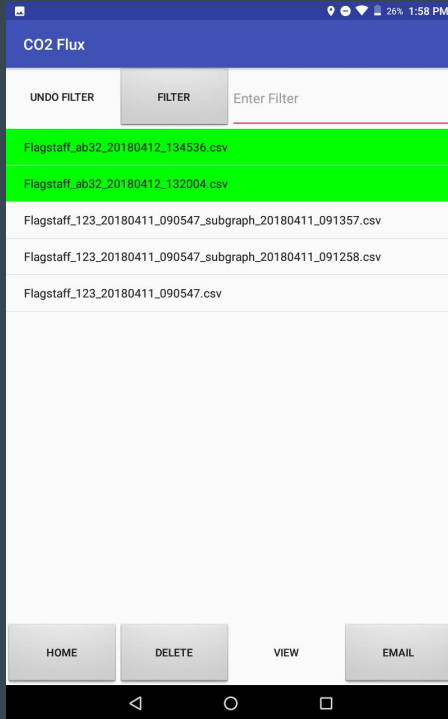 26% 1:58 PM
CO2 Flux
UNDO FILTER FILTER Enter Filter
Flagstaff_ab32_20180412_134536.csv
Flagstaff_ab32_20180412_132004.csv
Flagstaff_123_20180411_090547_subgraph_20180411_091357.csv
Flagstaff_123_20180411_090547_subgraph_20180411_091258.csv
Flagstaff_123_20180411_090547.csv
HOME DELETE VIEW EMAIL